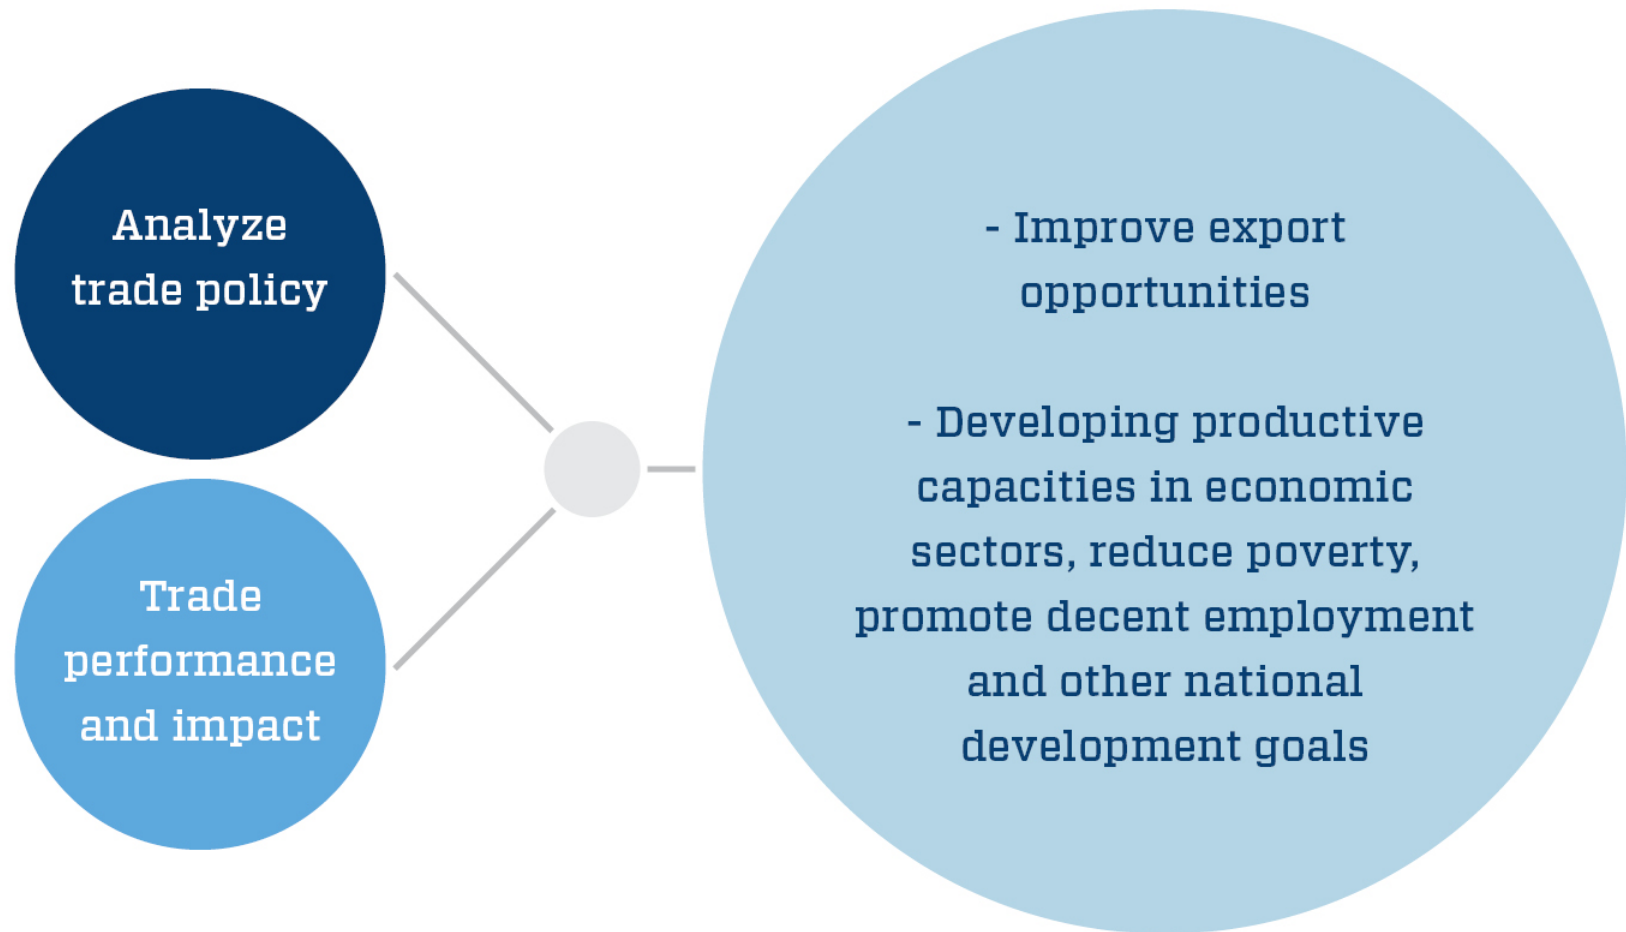 Analyze
trade policy
Trade
performance
and impact
- Improve export
opportunities
- Developing productive
capacities in economic
sectors, reduce poverty,
promote decent employment
and other national
development goals